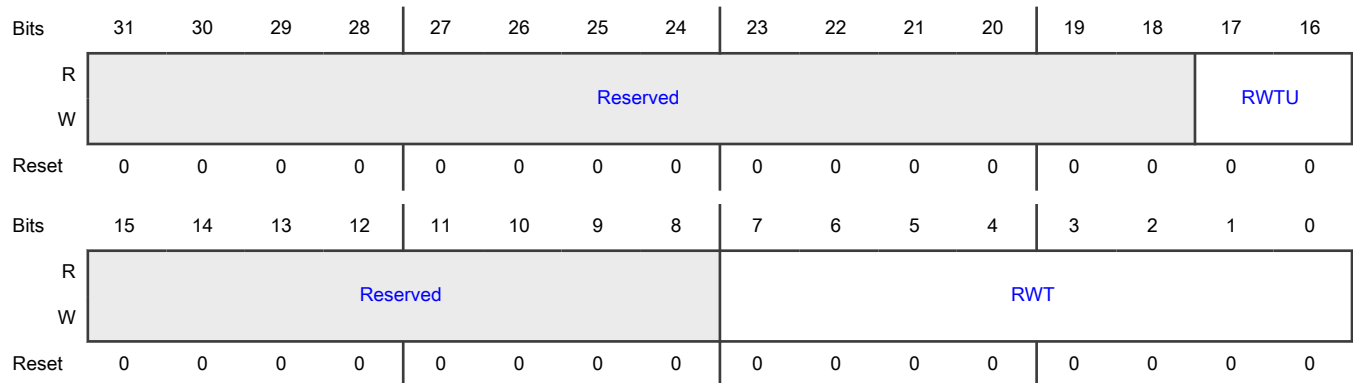 Bits 31 30 29 28 27 26 25 24 23 22 21 20 19 18 17 16
R
Reserved RWTU
W
Reset 0 0 0 0 0 0 0 0 0 0 0 0 0 0 0 0
Bits 15 14 13 12 11 10 9 8 7 6 5 4 3 2 1 0
R
Reserved RWT
W
Reset 0 0 0 0 0 0 0 0 0 0 0 0 0 0 0 0